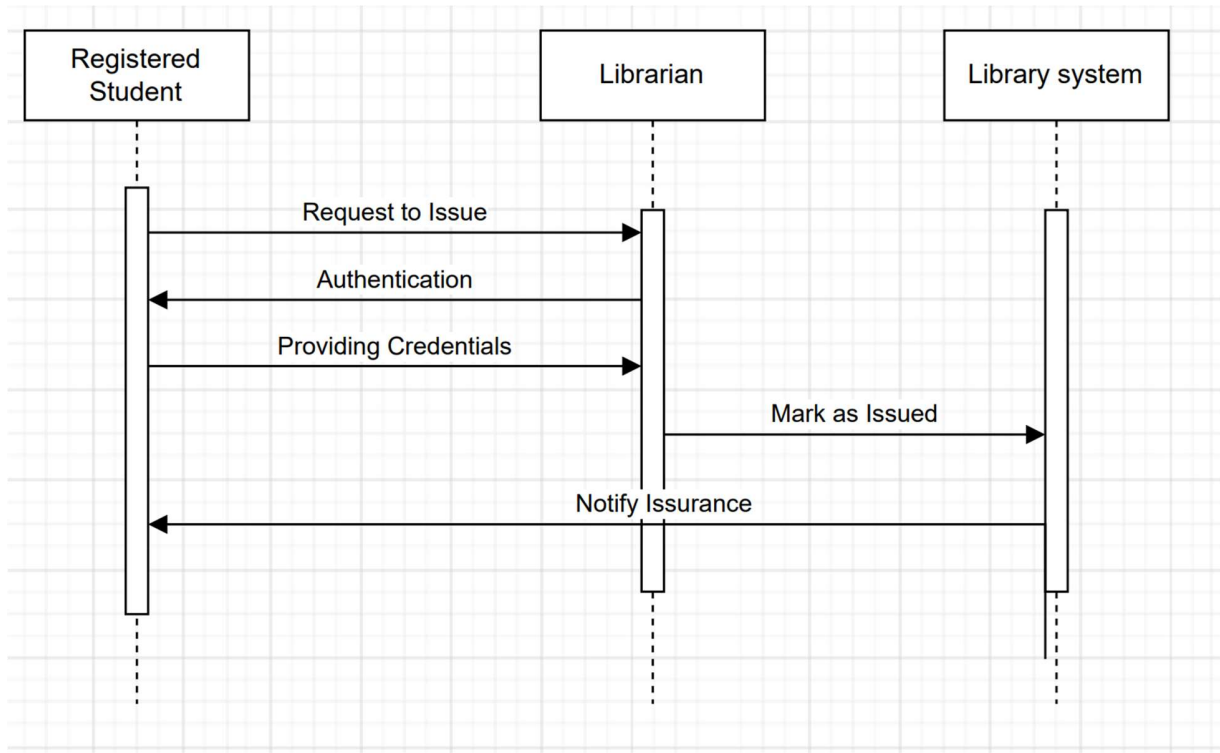 Registered
Student
Librarian
Library system
Request to Issue
Authentication
Providing Credentials
Mark as Issued
Notify Issurance